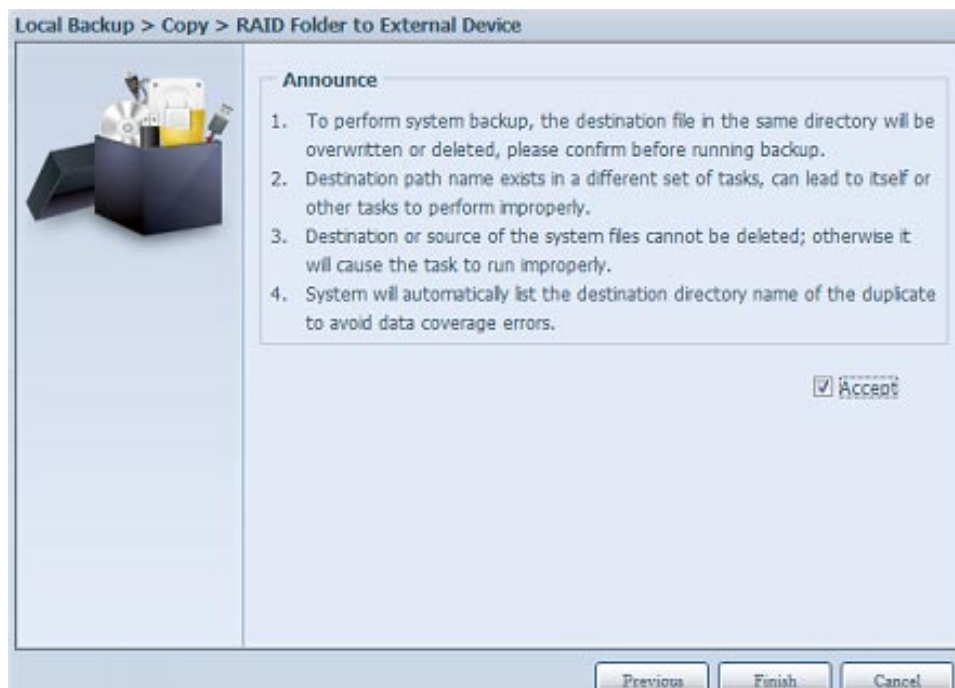 Local Backup > Copy > RAID Folder to External Device
Announce
1. To perform system backup, the destination file in the same directory will be
overwritten or deleted, please confirm before running backup.
2. Destination path name exists in a different set of tasks, can lead to itself or
other tasks to perform improperly.
3. Destination or source of the system files cannot be deleted; otherwise it
will cause the task to run improperly.
4. System will automatically list the destination directory name of the duplicate
to avoid data coverage errors.
Accept
Previous Finish Cancel